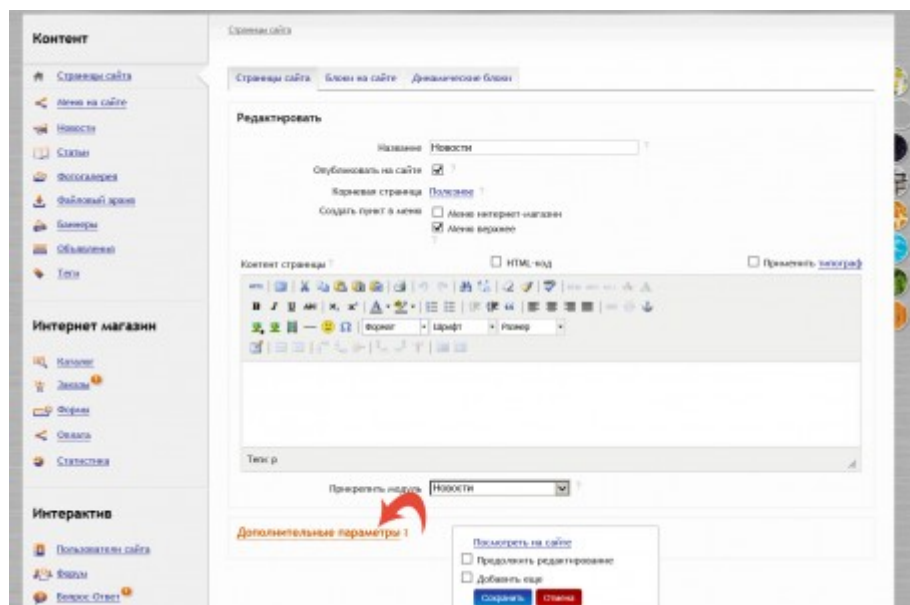 Контент
Страницы сайта
Меню на сайте
Новости
Статьи
Фотогалерея
Файловый архив
Баннеры
Объявления
Теги
Интернет магазин
Каталог
Заказы
Формы
Оплата
Статистика
Интерактив
Пользователи сайта
Форум
Вопрос Ответ
Страницы сайта
Страницы сайта Блоки на сайте Динамические блоки
Редактировать
Название Новости ?
Опубликовать на сайте ?
Корневая страница Полезное ?
Создать пункт в меню Меню интернет-магазин
Меню верхнее
?
Контент страницы ? HTML-код Применить типограф
Формат Шрифт Размер
Теги: p
Прикрепить модуль Новости ?
Дополнительные параметры
Посмотреть на сайте
Продолжить редактирование
Добавить еще
Сохранить Отмена